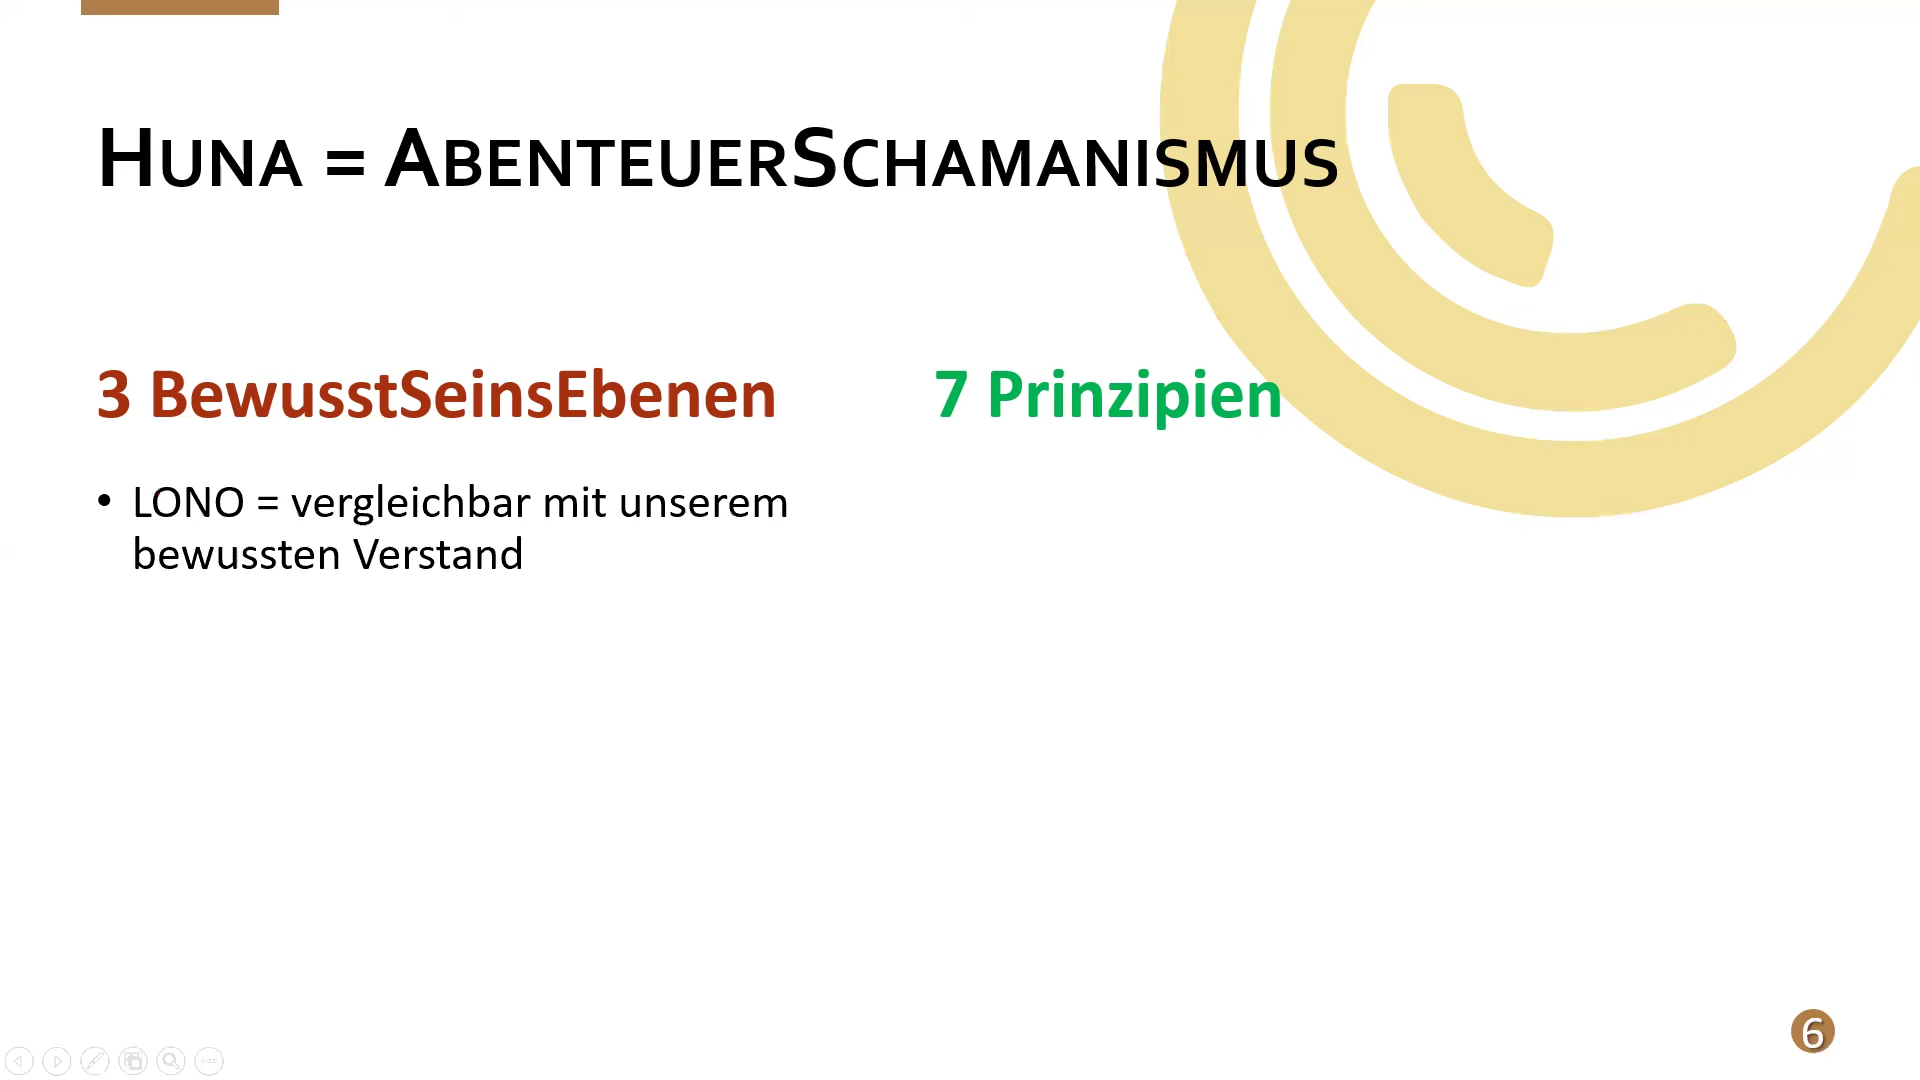 HUNA = ABENTEUERSCHAMANISMUS
3 BewusstSeinsEbenen
• LONO = vergleichbar mit unserem
bewussten Verstand
7 Prinzipien
6